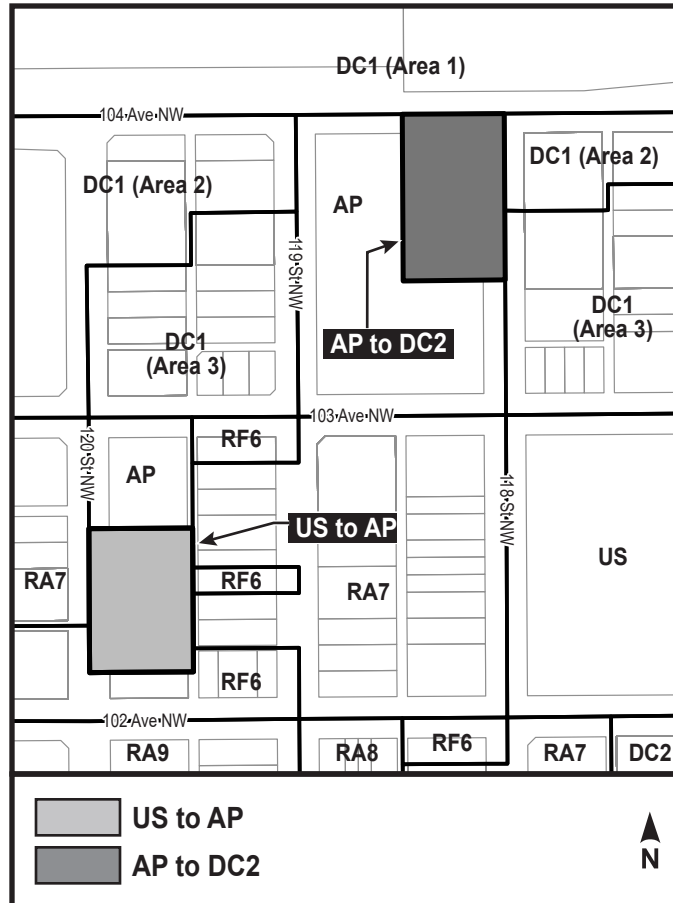 DC1 (Area 1)
104 Ave NW
DC1 (Area 2)
DC1 (Area 2)
AP
119 St NW
AP to DC2
DC1
(Area 3)
DC1
(Area 3)
103 Ave NW
RF6
120 St NW
AP
118 St NW
US to AP
US
RA7
RF6
RA7
RF6
102 Ave NW
RA9
RA8
RF6
RA7
DC2
US to AP
AP to DC2
N